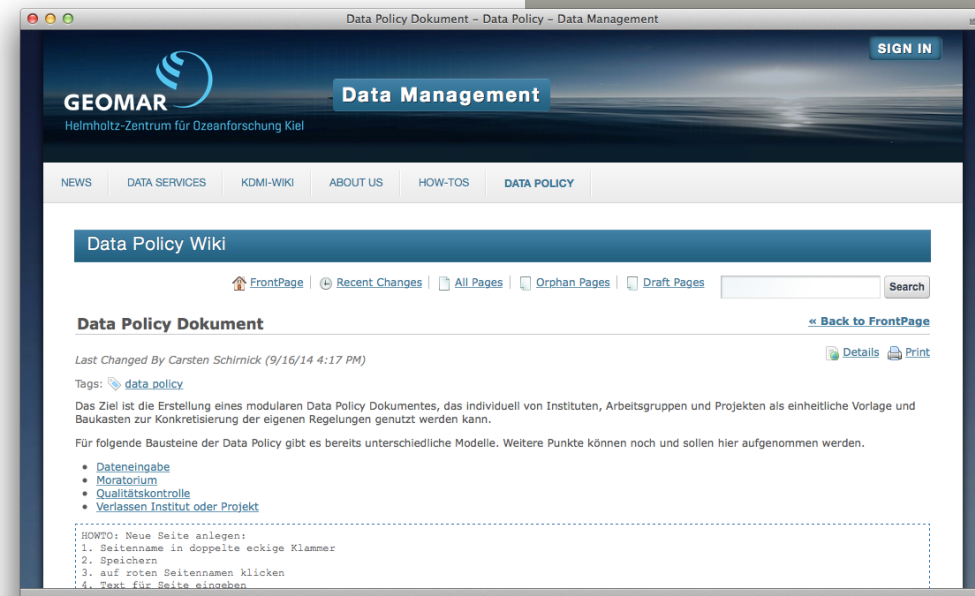 Data Policy Dokument – Data Policy – Data Management
SIGN IN
GEOMAR
Helmholtz-Zentrum für Ozeanforschung Kiel
Data Management
NEWS DATA SERVICES KDMI-WIKI ABOUT US HOW-TOS DATA POLICY
Data Policy Wiki
FrontPage | Recent Changes | All Pages | Orphan Pages | Draft Pages Search
Data Policy Dokument
« Back to FrontPage
Last Changed By Carsten Schirnick (9/16/14 4:17 PM)
Details Print
Tags: data policy
Das Ziel ist die Erstellung eines modularen Data Policy Dokumentes, das individuell von Instituten, Arbeitsgruppen und Projekten als einheitliche Vorlage und
Baukasten zur Konkretisierung der eigenen Regelungen genutzt werden kann.
Für folgende Bausteine der Data Policy gibt es bereits unterschiedliche Modelle. Weitere Punkte können noch und sollen hier aufgenommen werden.
• Dateneingabe
• Moratorium
• Qualitätskontrolle
• Verlassen Institut oder Projekt
HOWTO: Neue Seite anlegen:
1. Seitenname in doppelte eckige Klammer
2. Speichern
3. auf roten Seitennamen klicken
4. Text für Seite eingeben